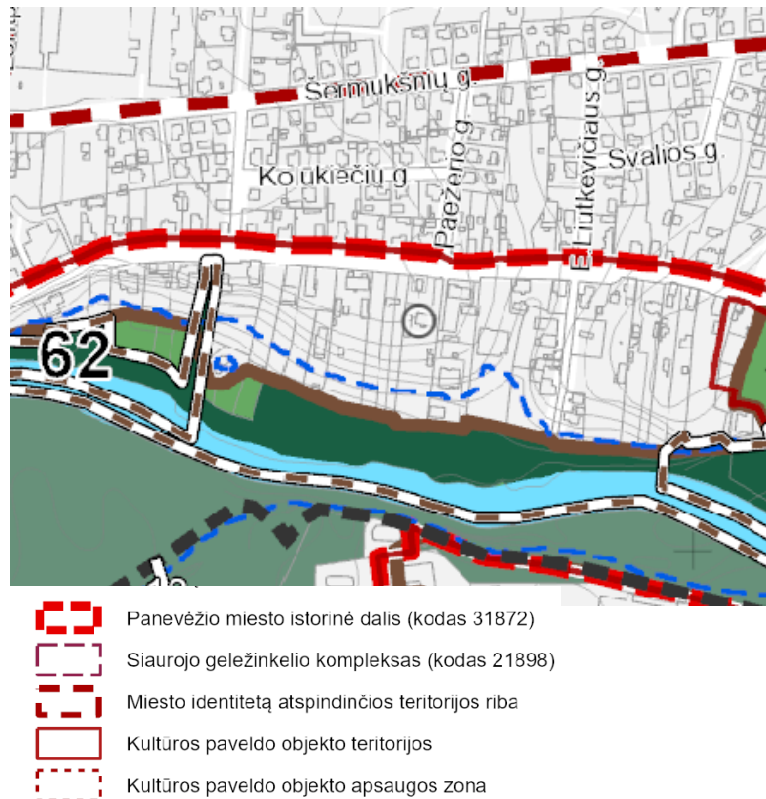 Šermukšnių g.
Kolūkiečių g
Paežerio g.
E. Liutkevičiaus g.
Svalios g.
62
Panevėžio miesto istorinė dalis (kodas 31872)
Siaurojo geležinkelio kompleksas (kodas 21898)
Miesto identitetą atspindinčios teritorijos riba
Kultūros paveldo objekto teritorijos
Kultūros paveldo objekto apsaugos zona